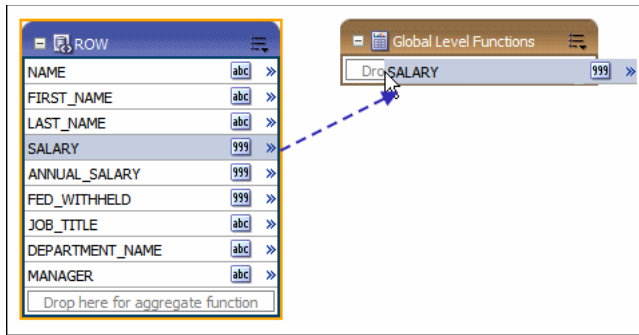 ROW
NAME abc
FIRST_NAME abc
LAST_NAME abc
SALARY 999
ANNUAL_SALARY 999
FED_WITHHELD 999
JOB_TITLE abc
DEPARTMENT_NAME abc
MANAGER abc
Drop here for aggregate function
Global Level Functions
Dro SALARY 999